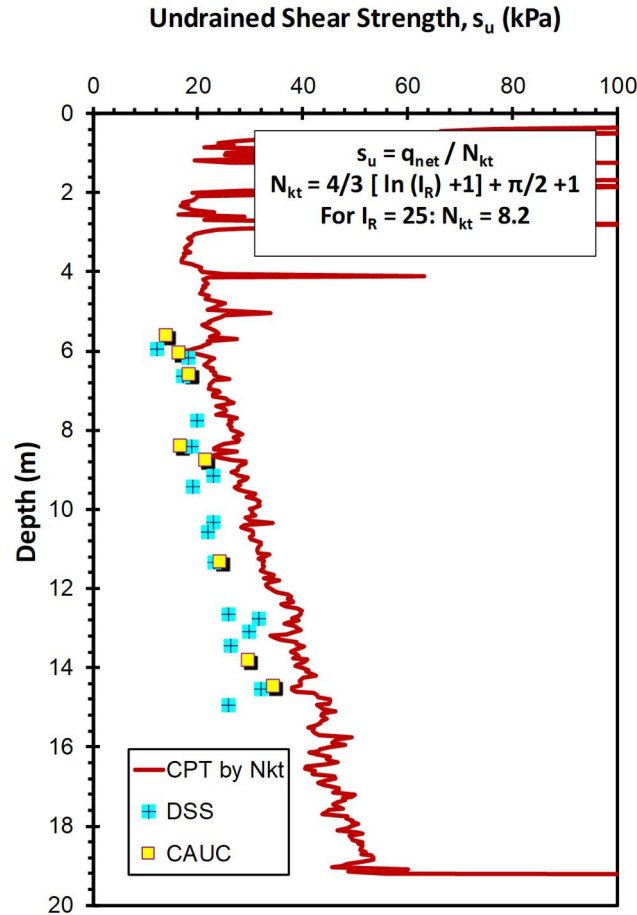 Undrained Shear Strength, su (kPa)
0 20 40 60 80 100
0
2
4
6
8
10
12
14
16
18
20
Depth (m)
su = qnet / Nkt
Nkt = 4/3 [ ln (IR) +1] + π/2 +1
For IR = 25: Nkt = 8.2
CPT by Nkt
DSS
CAUC